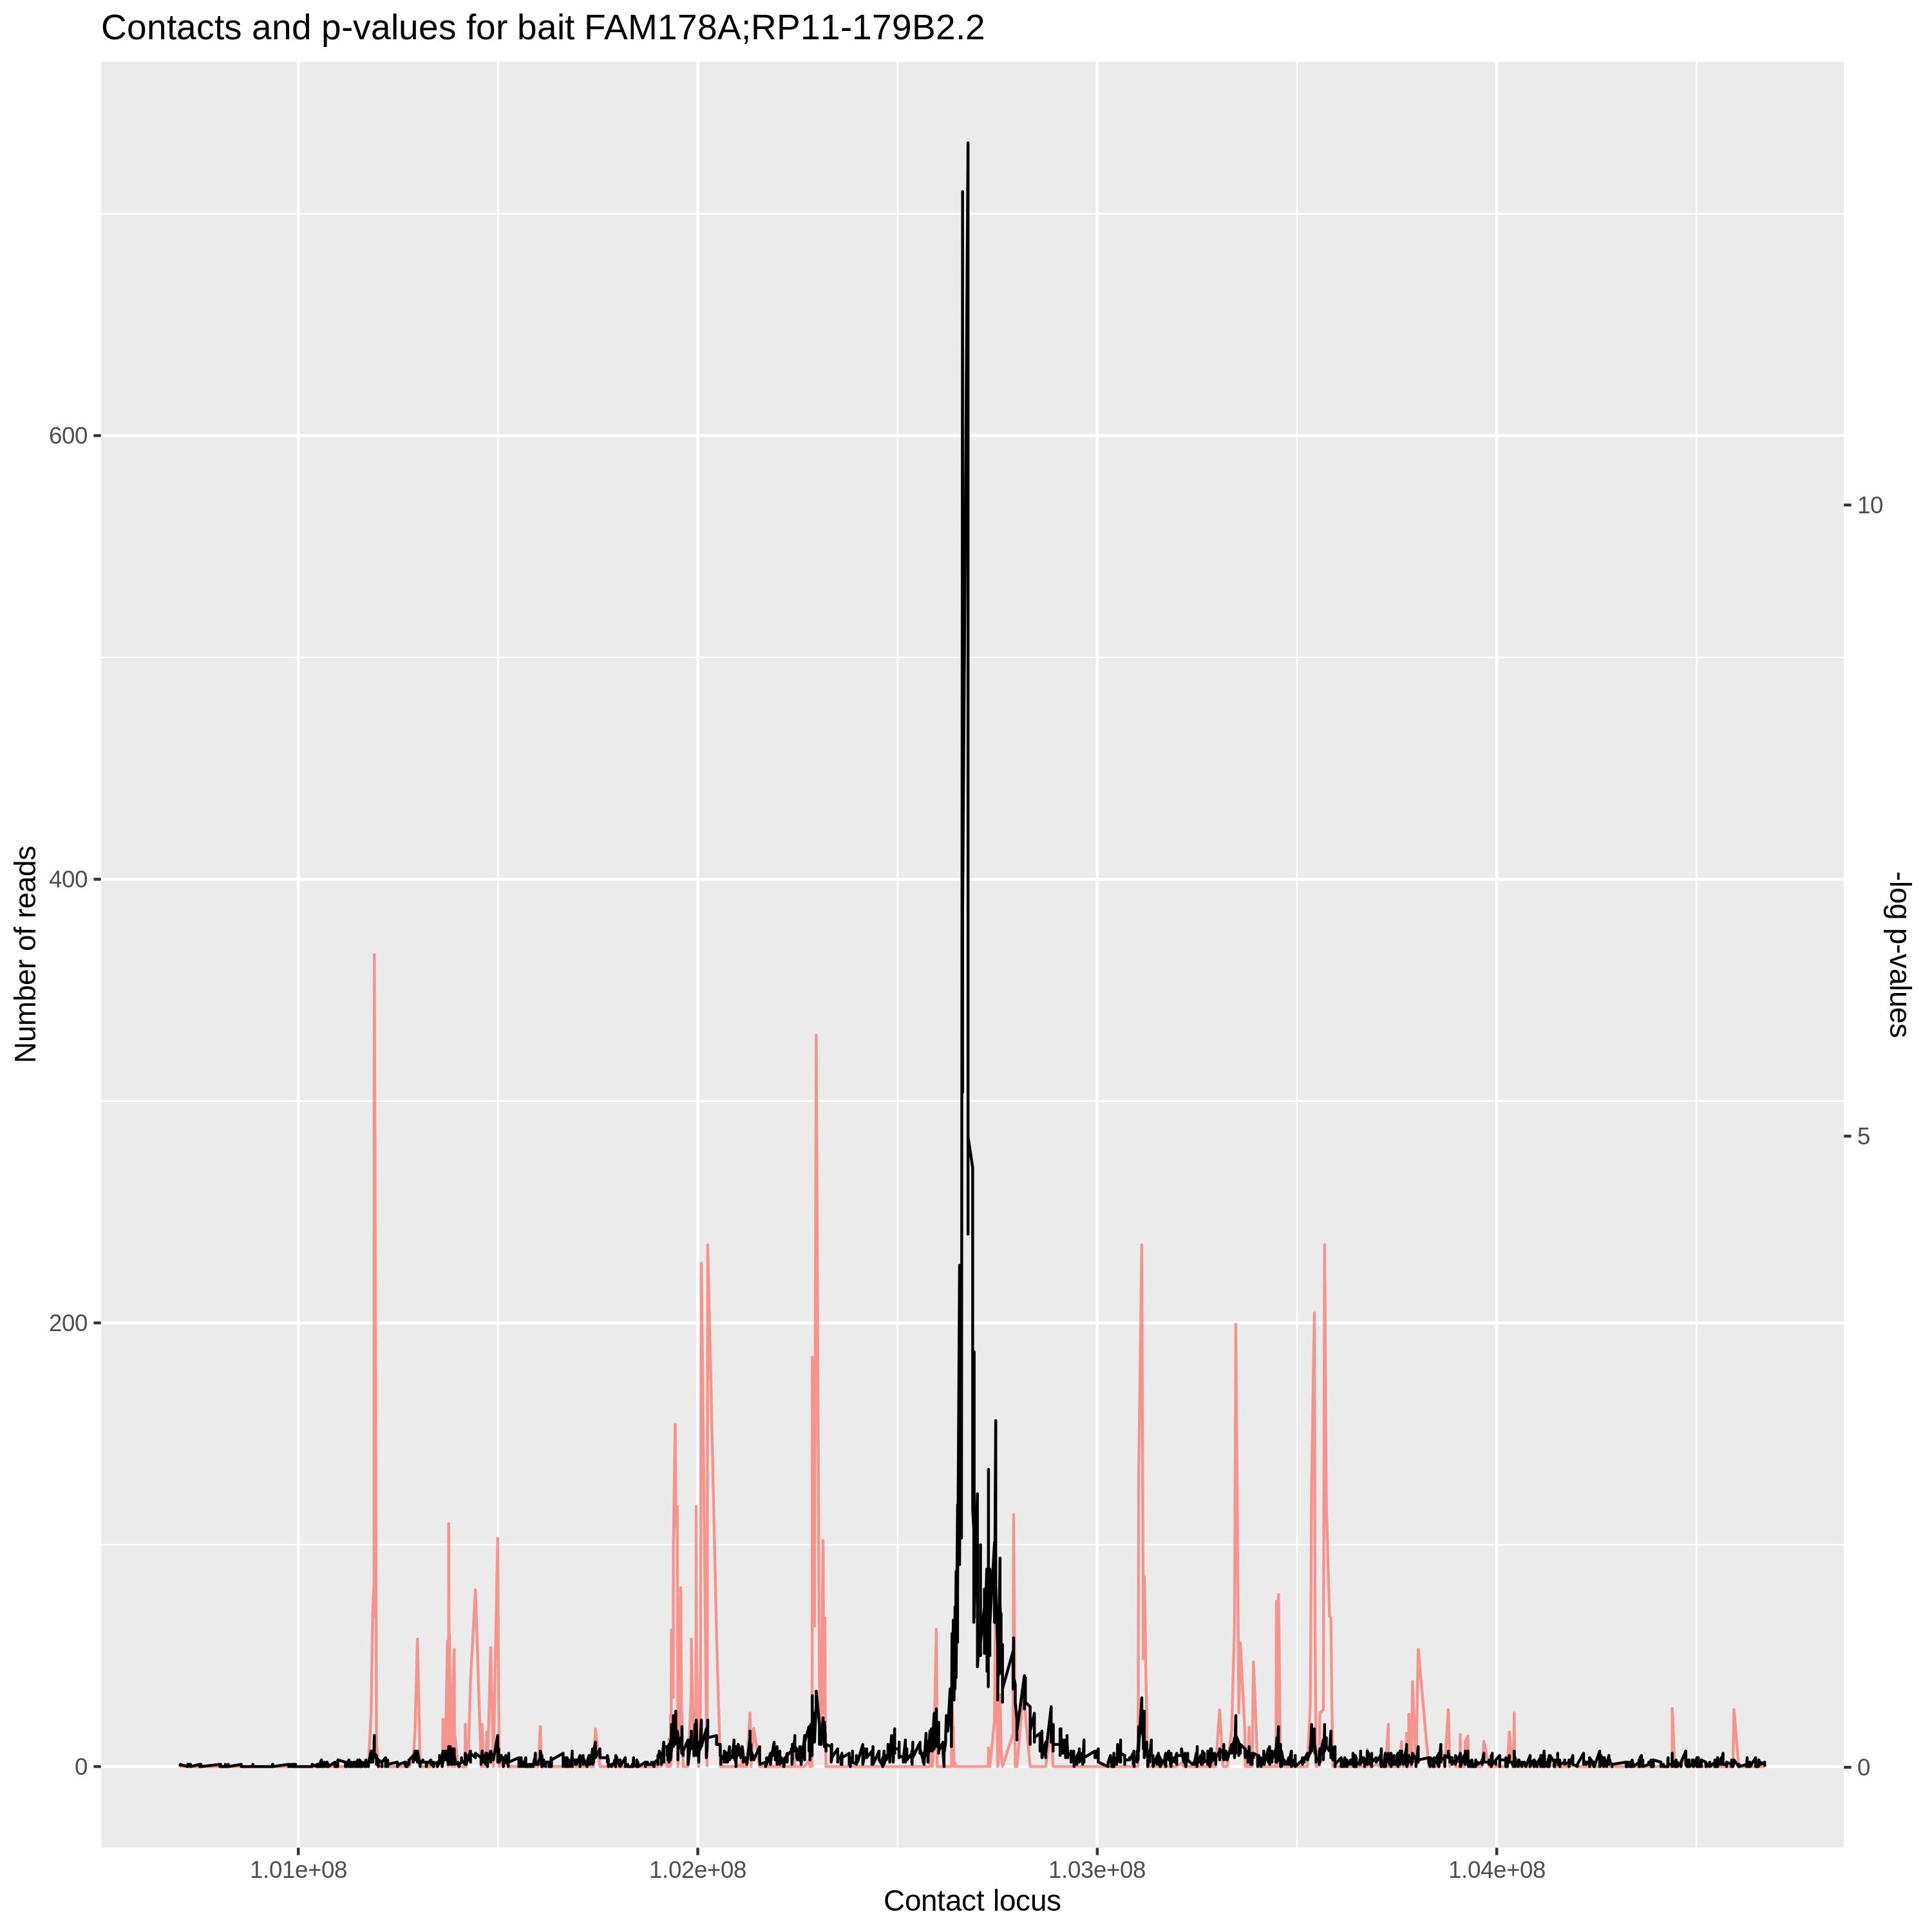 Contacts and p-values for bait FAM178A;RP11-179B2.2
Number of reads
600
400
200
0
10
5
0
-log p-values
1.01e+08
1.02e+08
1.03e+08
1.04e+08
Contact locus